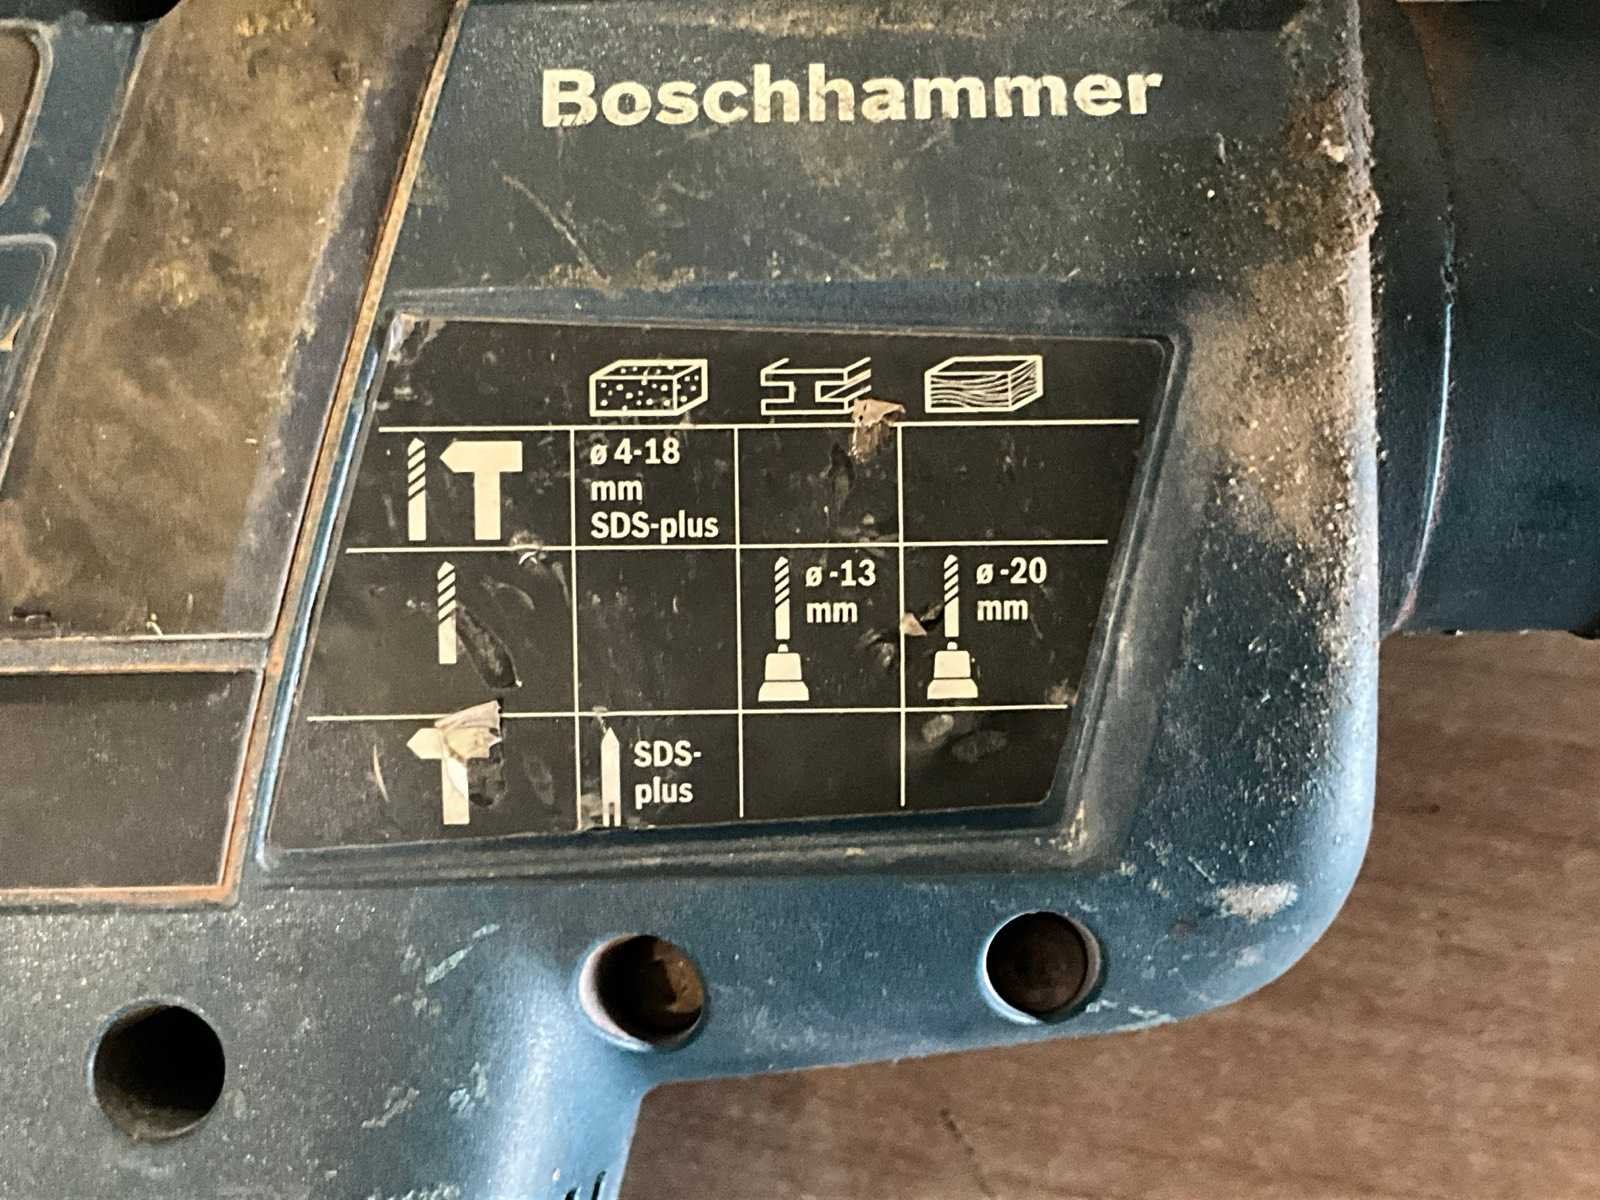 Boschhammer
ø 4-18
mm
SDS-plus
ø -13
mm
ø -20
mm
SDS-
plus